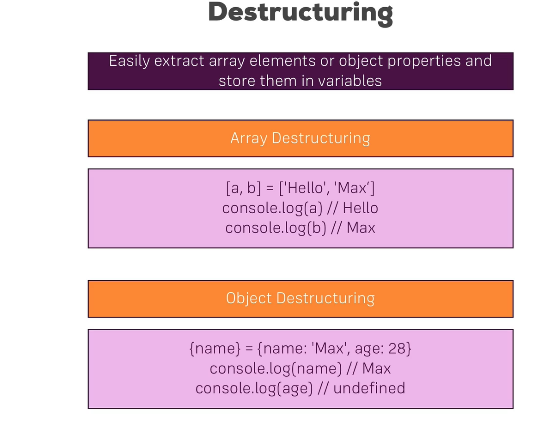 Destructuring
Easily extract array elements or object properties and
store them in variables
Array Destructuring
[a, b] = ['Hello', 'Max‘]
console.log(a) // Hello
console.log(b) // Max
Object Destructuring
{name} = {name: 'Max', age: 28}
console.log(name) // Max
console.log(age) // undefined